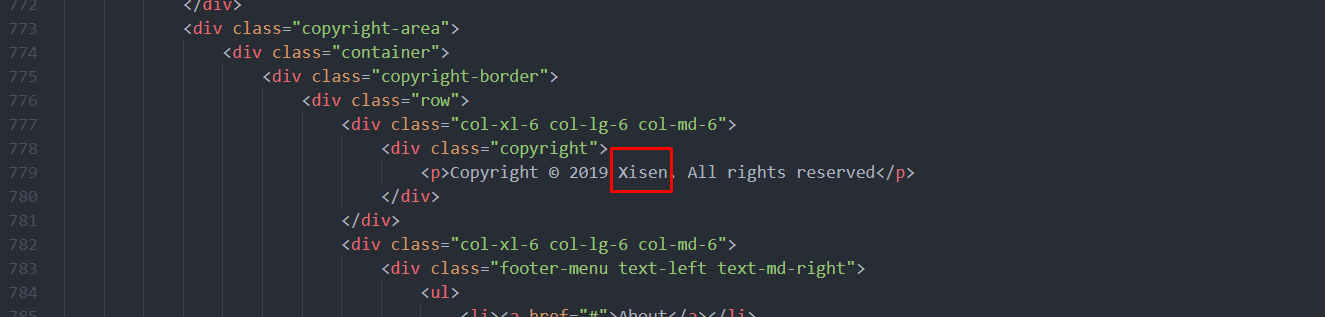 772 </div>
773 <div class="copyright-area">
774 <div class="container">
775 <div class="copyright-border">
776 <div class="row">
777 <div class="col-xl-6 col-lg-6 col-md-6">
778 <div class="copyright">
779 <p>Copyright © 2019 Xisen. All rights reserved</p>
780 </div>
781 </div>
782 <div class="col-xl-6 col-lg-6 col-md-6">
783 <div class="footer-menu text-left text-md-right">
784 <ul>
785 <li><a href="#">About</a></li>